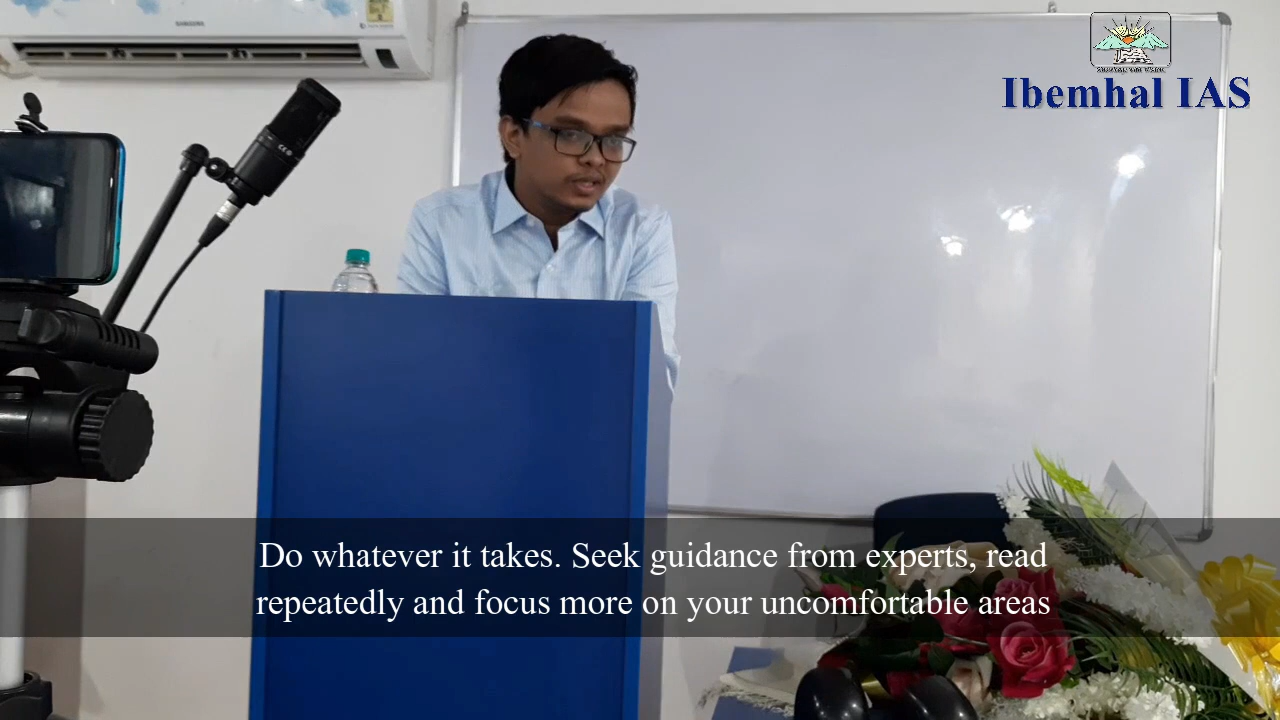 SAMSUNG
Ibemhal IAS
Do whatever it takes. Seek guidance from experts, read
repeatedly and focus more on your uncomfortable areas